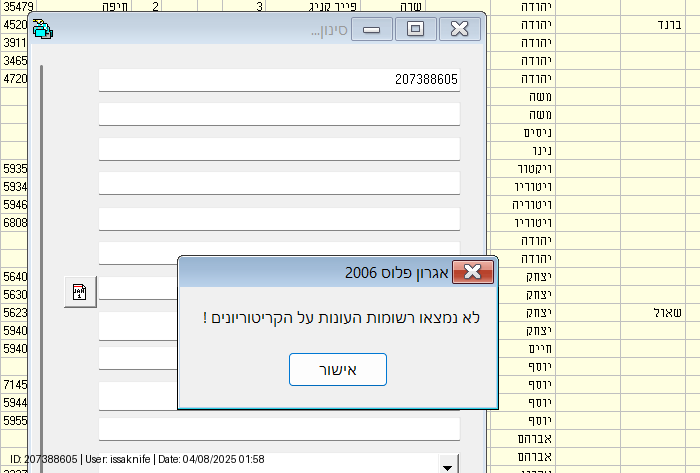 35479 חיפה 2 3 פייר קניג שרה יהודה
4520 יהודה ברנד
3911 יהודה
3465 יהודה
4720 יהודה
משה
משה
ניסים
נינו
5935 ויקטור
5934 ויטוריו
5946 ויטוריה
6808 ויטוריו
יהודה
יהודה
5640 יצחק
5630 יצחק
5623 יצחק שאול
5940 יצחק
5940 חיים
יוסף
7145 יוסף
5944 יוסף
5955 יוסף
אברהם
אברהם
סינון...
207388605
JAN
1
אגרון פלוס 2006
לא נמצאו רשומות העונות על הקריטוריונים !
אישור
ID: 207388605 | User: issaknife | Date: 04/08/2025 01:58